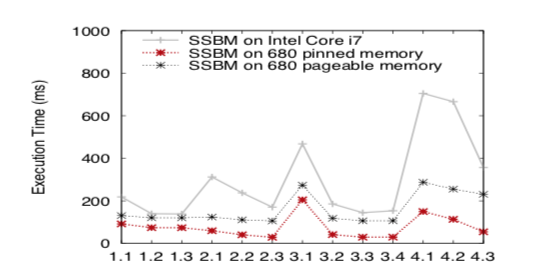 1000
SSBM on Intel Core i7
SSBM on 680 pinned memory
SSBM on 680 pageable memory
800
600
400
200
0
Execution Time (ms)
1.1 1.2 1.3 2.1 2.2 2.3 3.1 3.2 3.3 3.4 4.1 4.2 4.3